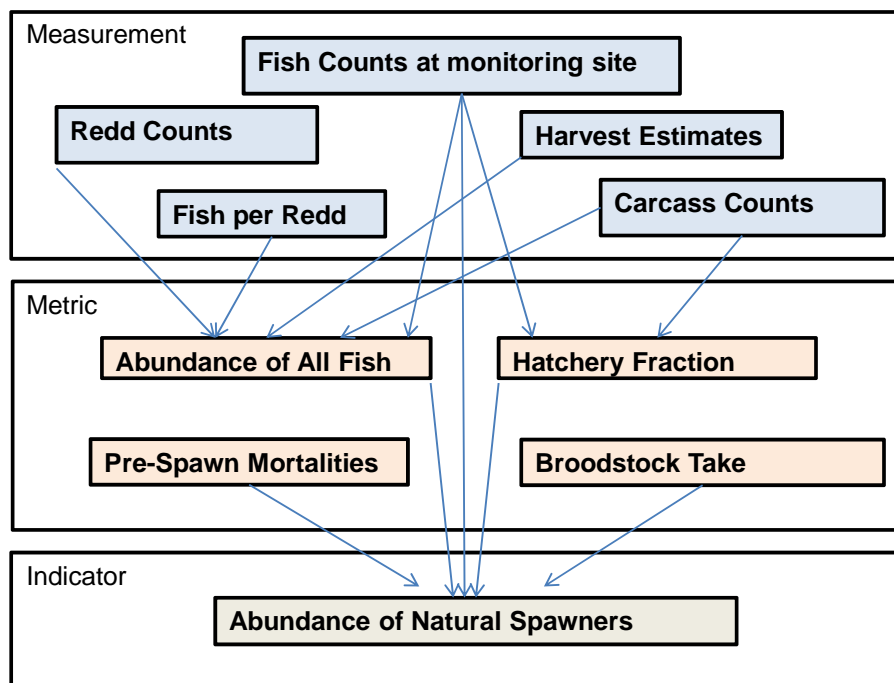 Measurement
Fish Counts at monitoring site
Redd Counts
Harvest Estimates
Fish per Redd
Carcass Counts
Metric
Abundance of All Fish
Hatchery Fraction
Pre-Spawn Mortalities
Broodstock Take
Indicator
Abundance of Natural Spawners